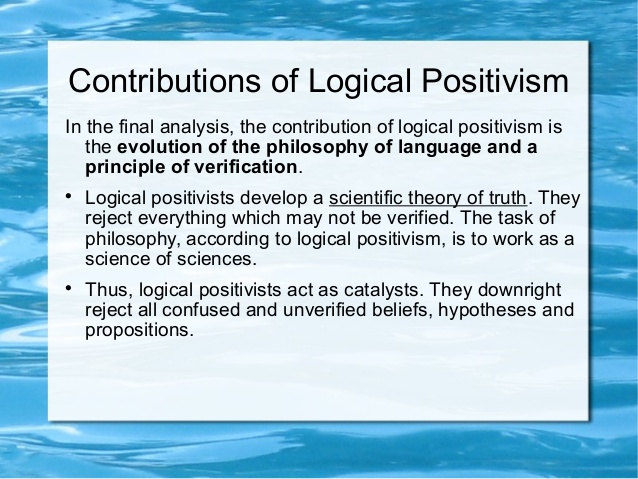 Contributions of Logical Positivism
In the final analysis, the contribution of logical positivism is
the evolution of the philosophy of language and a
principle of verification.
• Logical positivists develop a scientific theory of truth. They
reject everything which may not be verified. The task of
philosophy, according to logical positivism, is to work as a
science of sciences.
• Thus, logical positivists act as catalysts. They downright
reject all confused and unverified beliefs, hypotheses and
propositions.